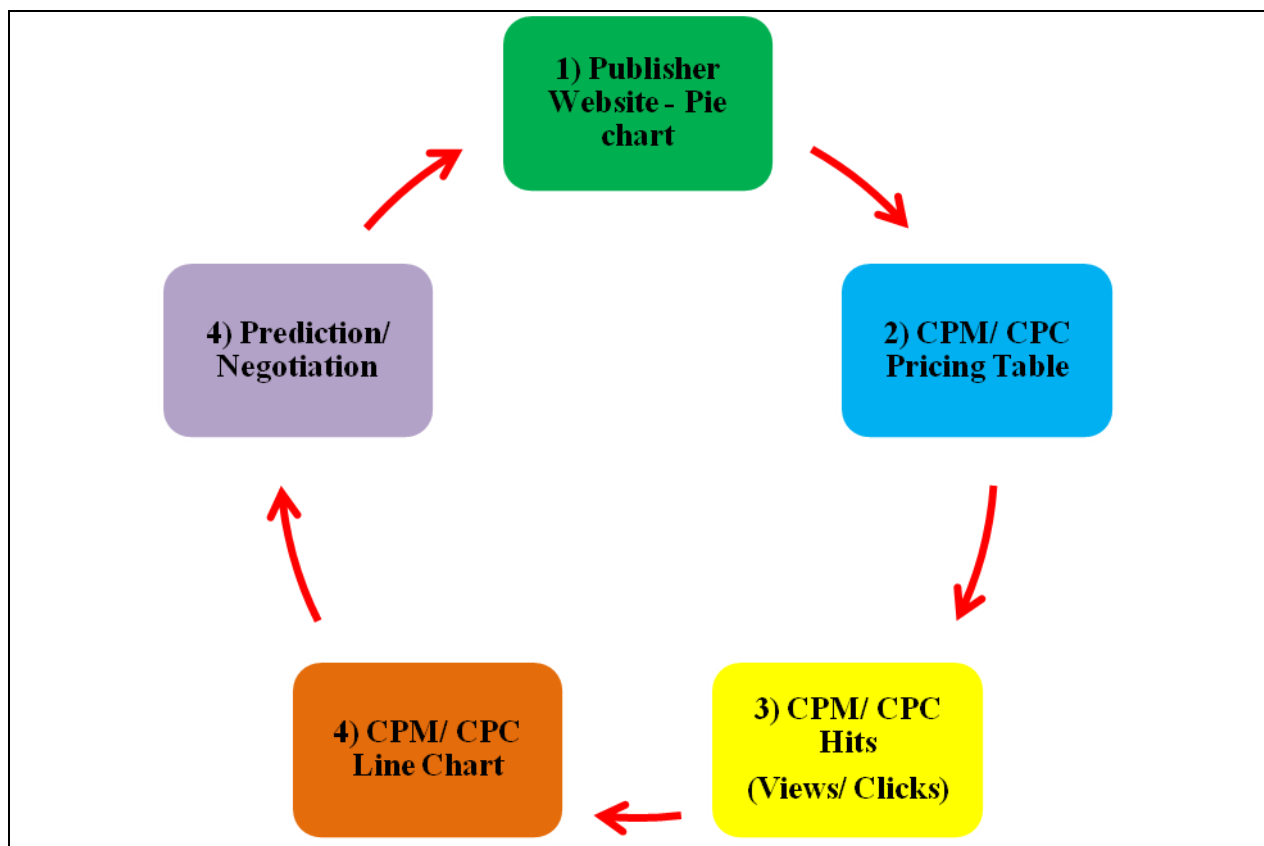 1) Publisher
Website - Pie
chart
2) CPM/ CPC
Pricing Table
3) CPM/ CPC
Hits
(Views/ Clicks)
4) CPM/ CPC
Line Chart
4) Prediction/
Negotiation